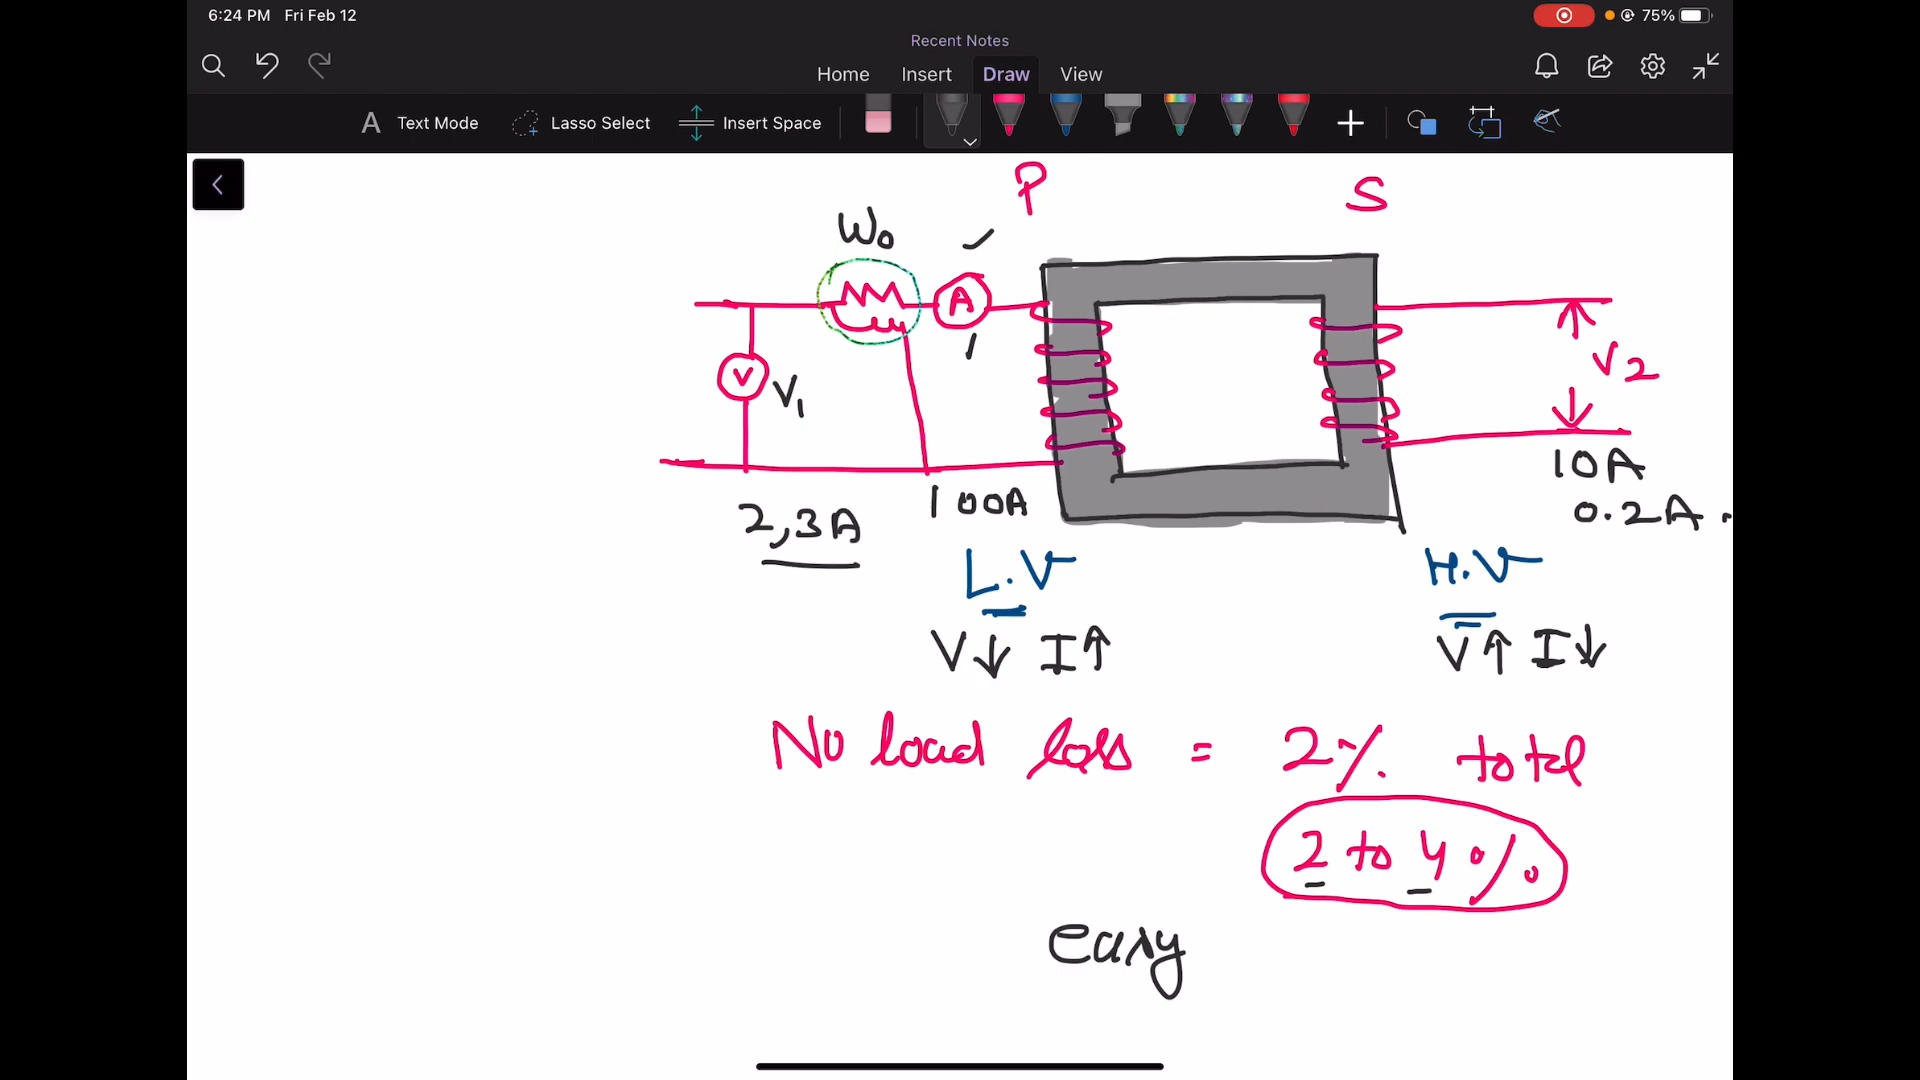 6:24 PM Fri Feb 12
75%
Recent Notes
Home Insert Draw View
A Text Mode Lasso Select Insert Space
P S
W₀
A
V V₁
V₂
2,3A 100A
10A
0.2A.
L.V H.V
V↓ I↑ V↑ I↓
No load loss = 2% total
2 to 4%
easy